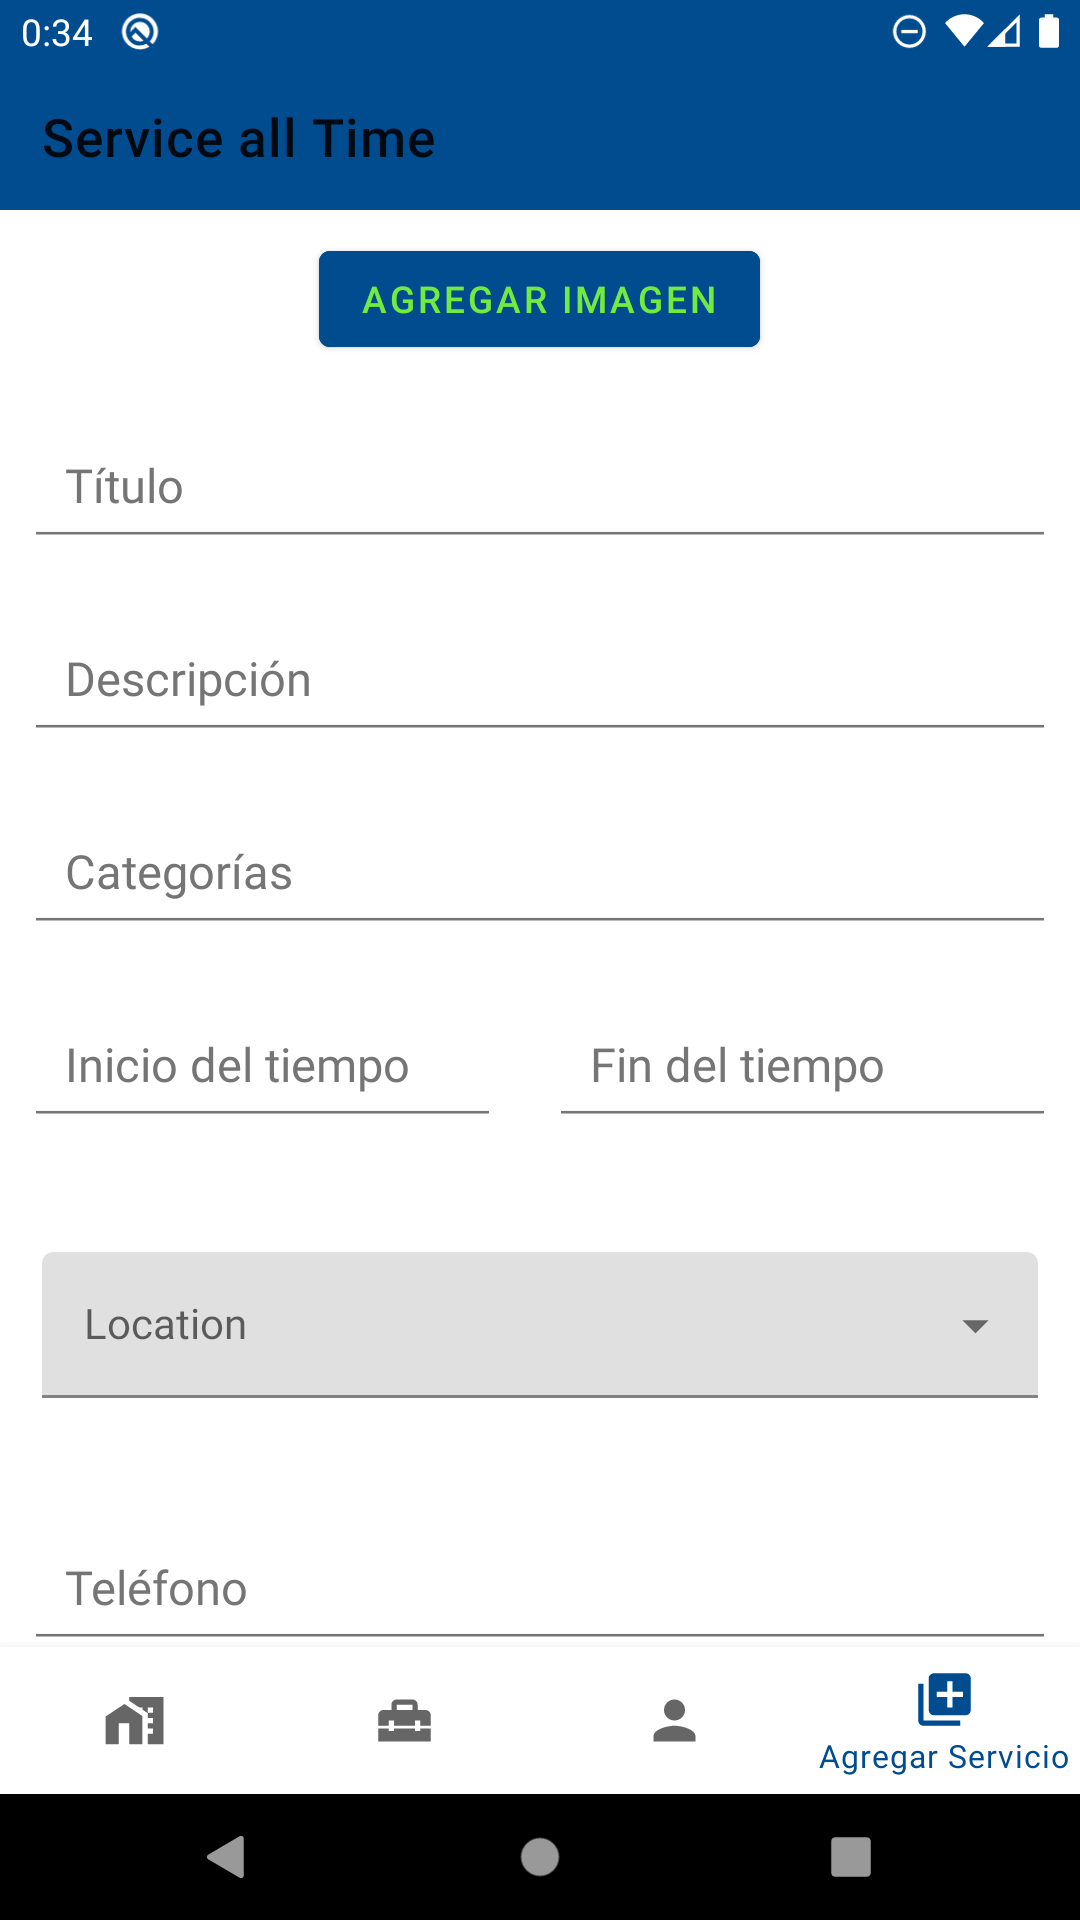 0:34
Service all Time
AGREGAR IMAGEN
Título
Descripción
Categorías
Inicio del tiempo Fin del tiempo
Location
Teléfono
Agregar Servicio